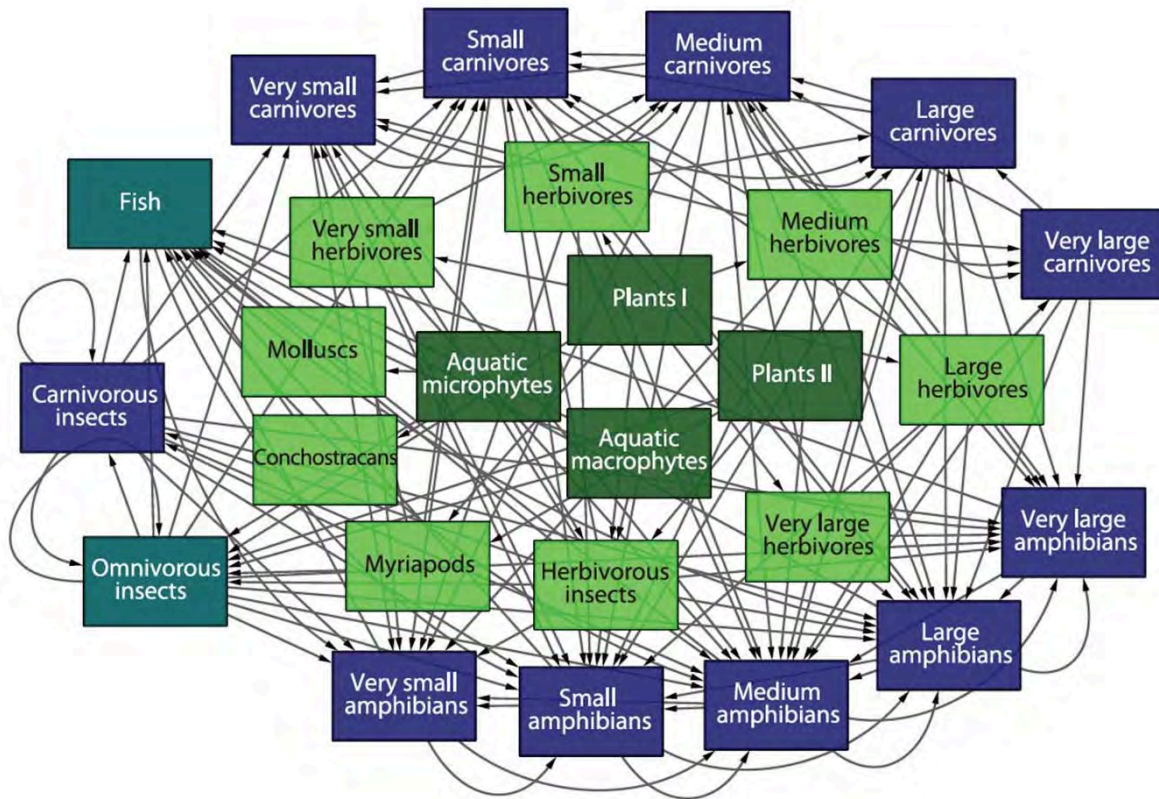 Small
carnivores
Medium
carnivores
Very small
carnivores
Large
carnivores
Fish
Small
herbivores
Very small
herbivores
Medium
herbivores
Very large
carnivores
Plants I
Molluscs
Aquatic
microphytes
Plants II
Large
herbivores
Carnivorous
insects
Conchostracans
Aquatic
macrophytes
Very large
amphibians
Omnivorous
insects
Myriapods
Herbivorous
insects
Very large
herbivores
Large
amphibians
Very small
amphibians
Small
amphibians
Medium
amphibians